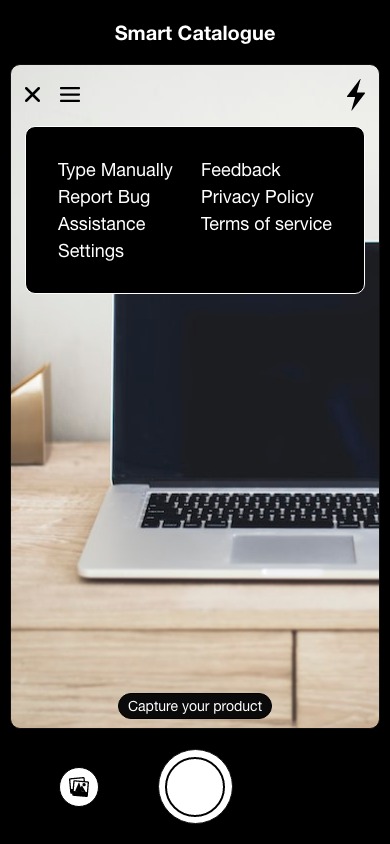 Smart Catalogue
Type Manually
Report Bug
Assistance
Settings
Feedback
Privacy Policy
Terms of service
Capture your product